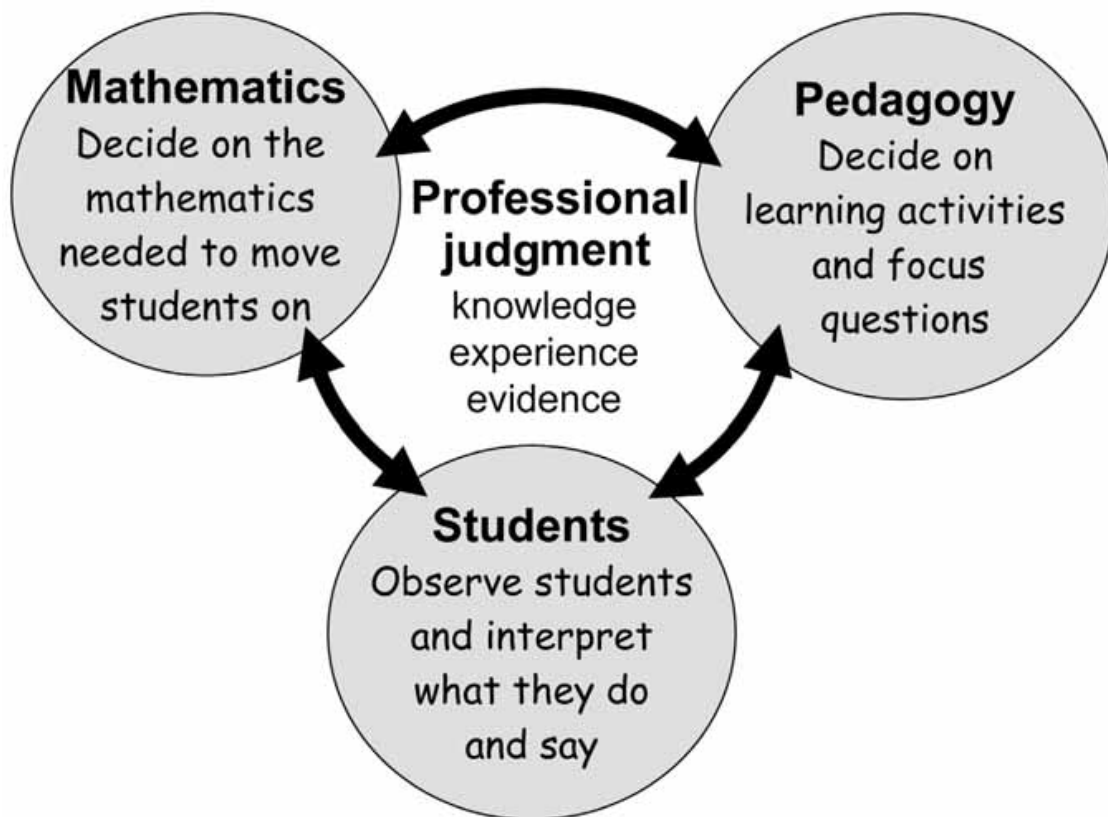 Mathematics
Decide on the
mathematics
needed to move
students on
Professional
judgment
knowledge
experience
evidence
Pedagogy
Decide on
learning activities
and focus
questions
Students
Observe students
and interpret
what they do
and say